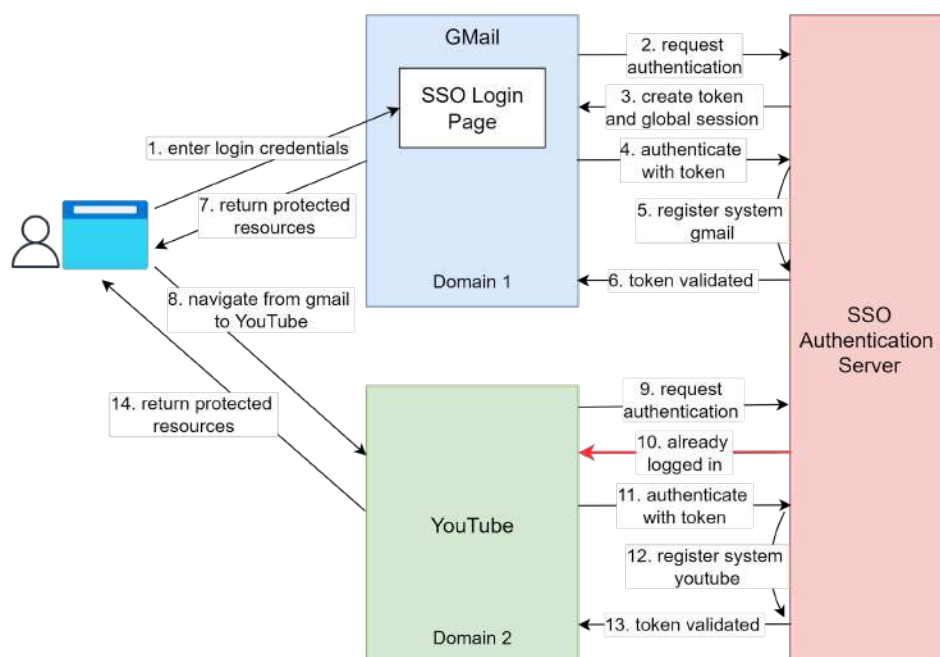 GMail
SSO Login
Page
1. enter login credentials
2. request
authentication
3. create token
and global session
4. authenticate
with token
5. register system
gmail
6. token validated
7. return protected
resources
Domain 1
8. navigate from gmail
to YouTube
SSO
Authentication
Server
9. request
authentication
10. already
logged in
11. authenticate
with token
12. register system
youtube
13. token validated
14. return protected
resources
YouTube
Domain 2